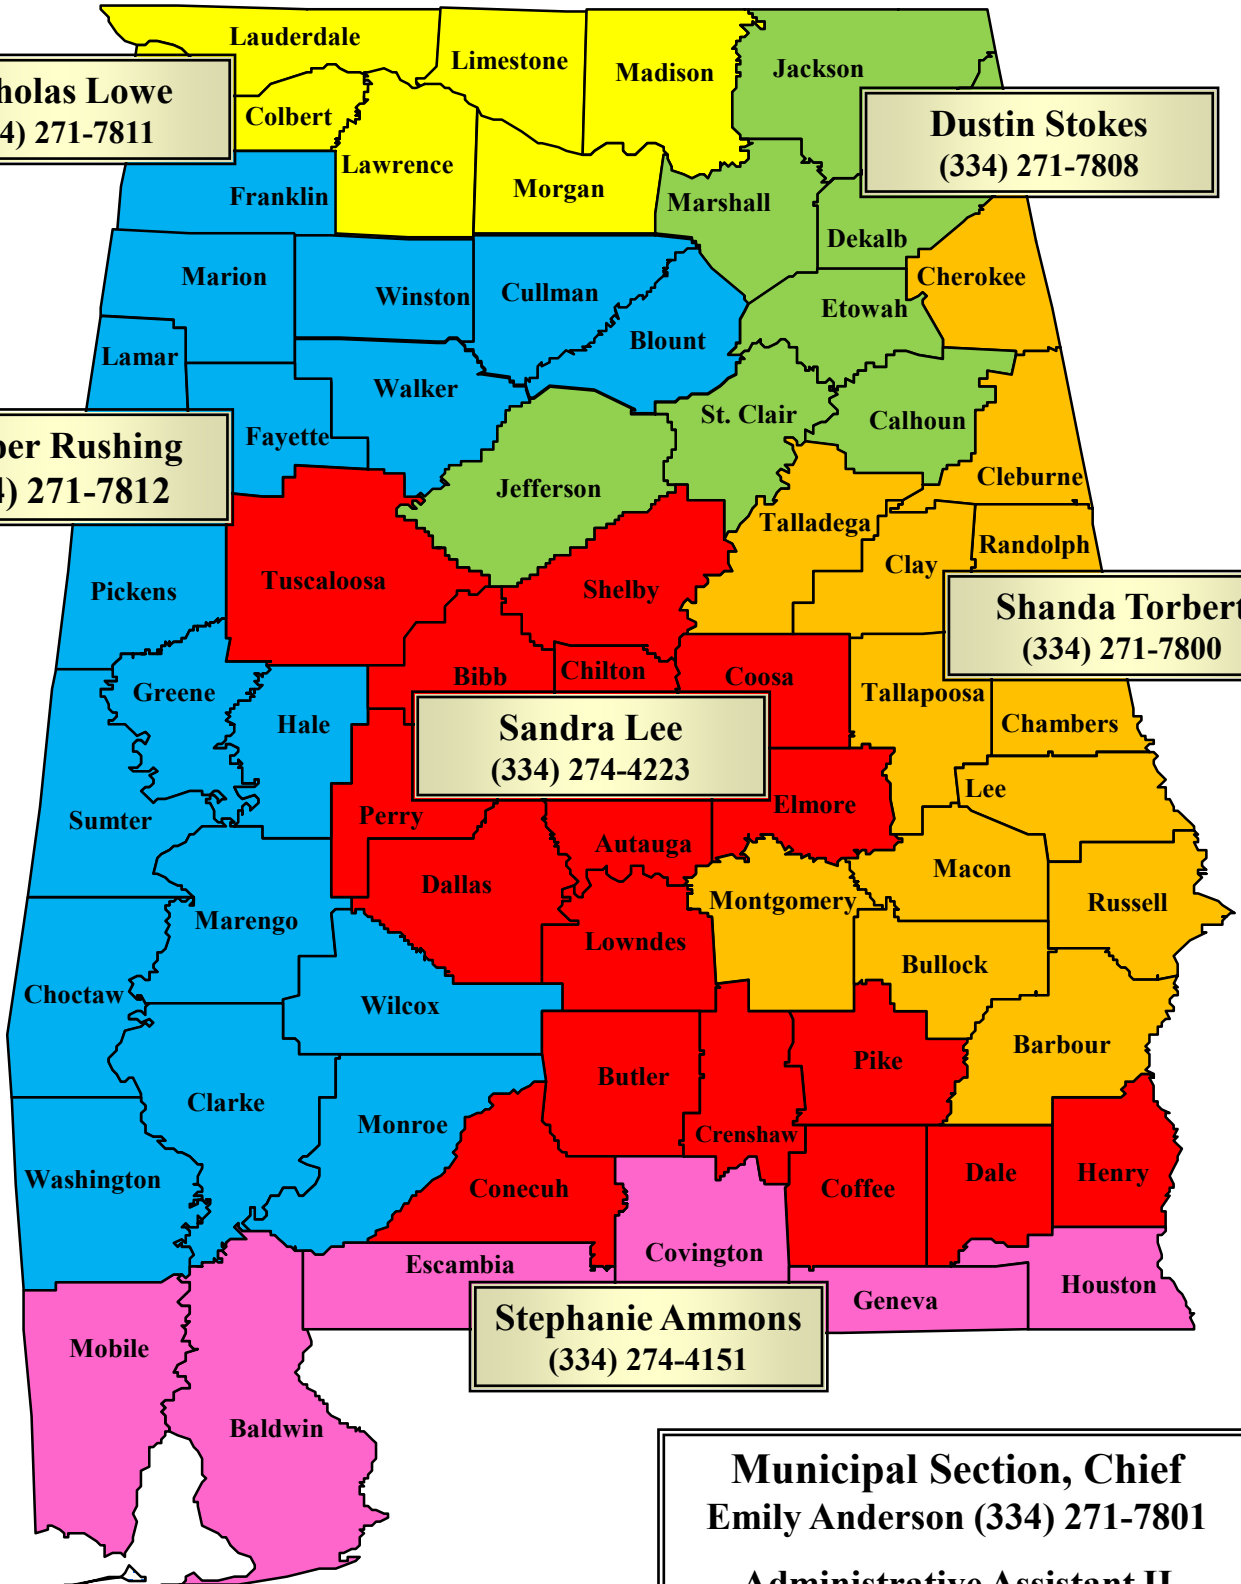 Lauderdale
Limestone
Madison
Jackson
holas Lowe
4) 271-7811
Colbert
Dustin Stokes
(334) 271-7808
Lawrence
Franklin
Morgan
Marshall
Dekalb
Marion
Winston
Cullman
Cherokee
Etowah
Blount
Lamar
Walker
St. Clair
Calhoun
Fayette
per Rushing
4) 271-7812
Jefferson
Cleburne
Talladega
Randolph
Clay
Pickens
Tuscaloosa
Shelby
Shanda Torbert
(334) 271-7800
Greene
Bibb
Chilton
Coosa
Tallapoosa
Hale
Chambers
Sandra Lee
(334) 274-4223
Lee
Sumter
Perry
Elmore
Autauga
Dallas
Macon
Montgomery
Russell
Marengo
Lowndes
Bullock
Choctaw
Wilcox
Barbour
Pike
Butler
Clarke
Monroe
Crenshaw
Washington
Conecuh
Coffee
Dale
Henry
Escambia
Covington
Houston
Geneva
Stephanie Ammons
(334) 274-4151
Mobile
Baldwin
Municipal Section, Chief
Emily Anderson (334) 271-7801
Administrative Assistant II